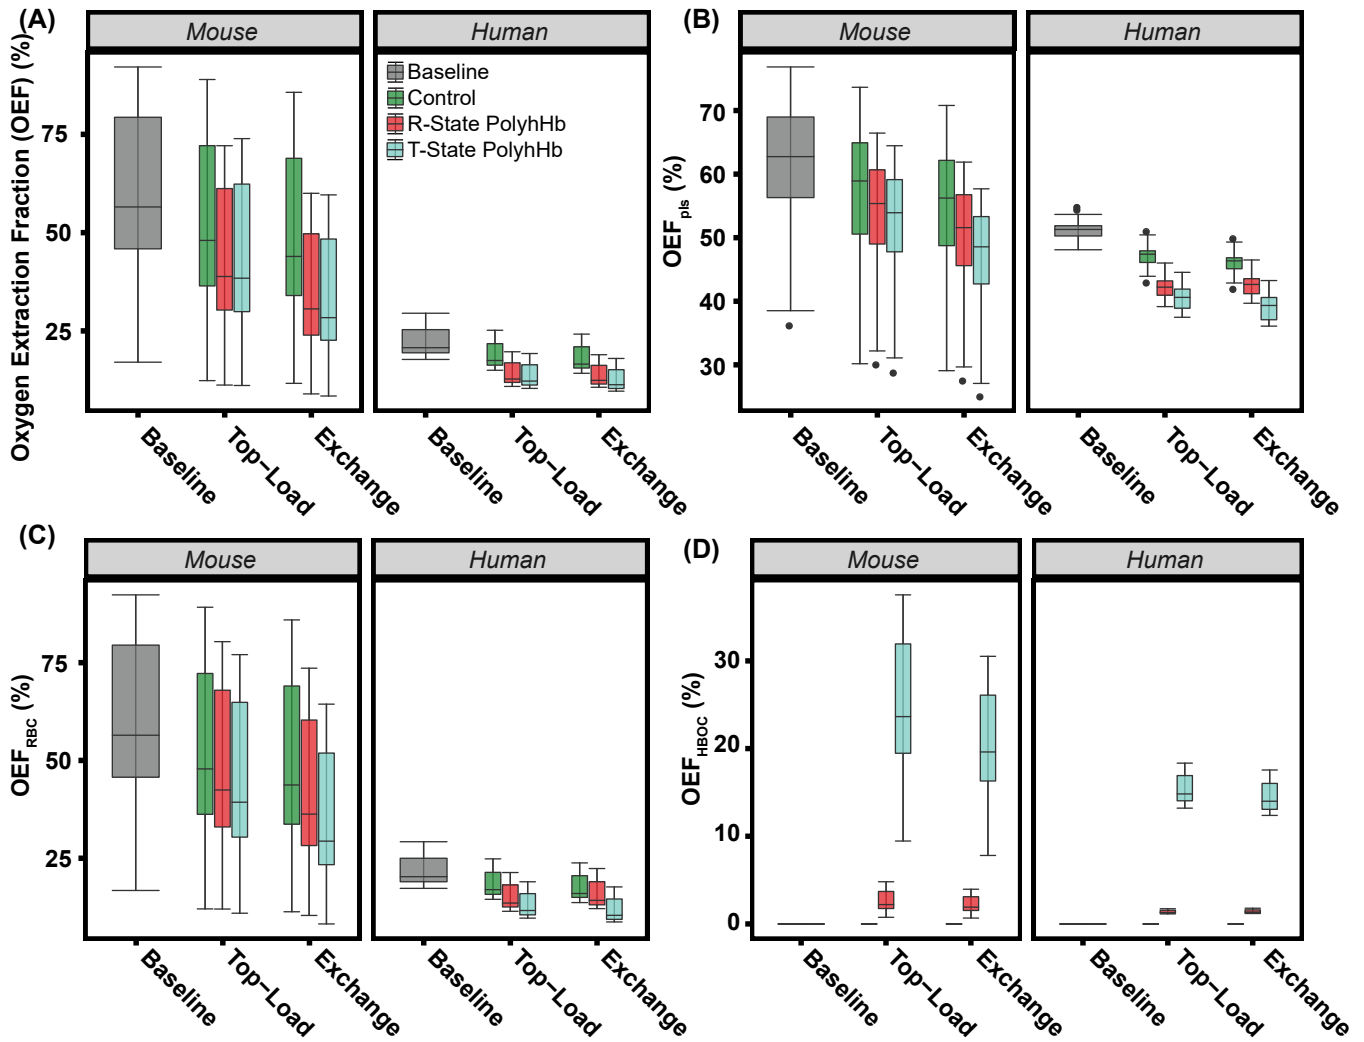 (A)
Mouse
Human
Oxygen Extraction Fraction (OEF) (%)
75
50
25
Baseline
Control
R-State PolyhHb
T-State PolyhHb
Baseline
Top-Load
Exchange
Baseline
Top-Load
Exchange
(B)
Mouse
Human
OEFpls (%)
70
60
50
40
30
Baseline
Top-Load
Exchange
Baseline
Top-Load
Exchange
(C)
Mouse
Human
OEFRBC (%)
75
50
25
Baseline
Top-Load
Exchange
Baseline
Top-Load
Exchange
(D)
Mouse
Human
OEFHBOC (%)
30
20
10
0
Baseline
Top-Load
Exchange
Baseline
Top-Load
Exchange